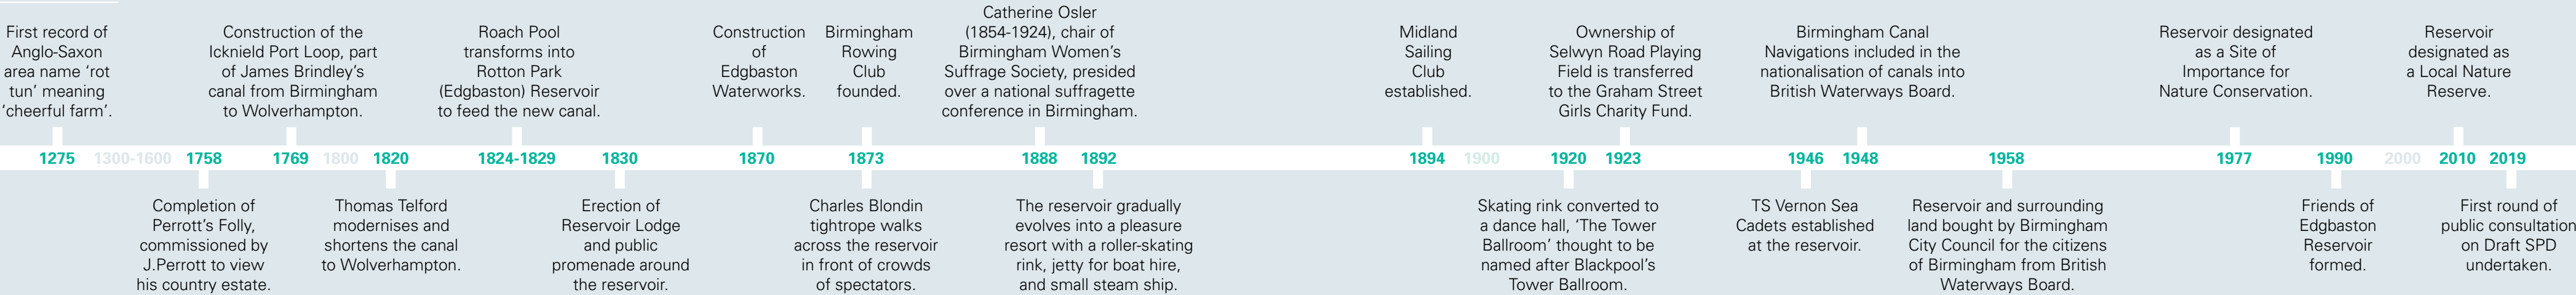 First record of
Anglo-Saxon
area name ‘rot
tun’ meaning
‘cheerful farm’.
Construction of the
Icknield Port Loop, part
of James Brindley’s
canal from Birmingham
to Wolverhampton.
Roach Pool
transforms into
Rotton Park
(Edgbaston) Reservoir
to feed the new canal.
Construction
of
Edgbaston
Waterworks.
Birmingham
Rowing
Club
founded.
Catherine Osler
(1854-1924), chair of
Birmingham Women’s
Suffrage Society, presided
over a national suffragette
conference in Birmingham.
Midland
Sailing
Club
established.
Ownership of
Selwyn Road Playing
Field is transferred
to the Graham Street
Girls Charity Fund.
Birmingham Canal
Navigations included in the
nationalisation of canals into
British Waterways Board.
Reservoir designated
as a Site of
Importance for
Nature Conservation.
Reservoir
designated as
a Local Nature
Reserve.
1275 1300-1600 1758 1769 1800 1820 1824-1829 1830 1870 1873 1888 1892 1894 1900 1920 1923 1946 1948 1958 1977 1990 2000 2010 2019
Completion of
Perrott’s Folly,
commissioned by
J.Perrott to view
his country estate.
Thomas Telford
modernises and
shortens the canal
to Wolverhampton.
Erection of
Reservoir Lodge
and public
promenade around
the reservoir.
Charles Blondin
tightrope walks
across the reservoir
in front of crowds
of spectators.
The reservoir gradually
evolves into a pleasure
resort with a roller-skating
rink, jetty for boat hire,
and small steam ship.
Skating rink converted to
a dance hall, ‘The Tower
Ballroom’ thought to be
named after Blackpool’s
Tower Ballroom.
TS Vernon Sea
Cadets established
at the reservoir.
Reservoir and surrounding
land bought by Birmingham
City Council for the citizens
of Birmingham from British
Waterways Board.
Friends of
Edgbaston
Reservoir
formed.
First round of
public consultation
on Draft SPD
undertaken.